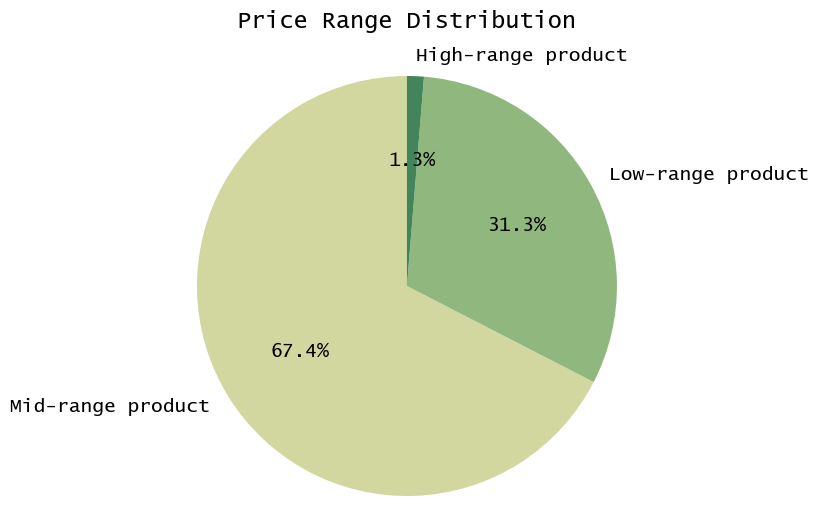 Price Range Distribution
High-range product
1.3%
Low-range product
31.3%
67.4%
Mid-range product